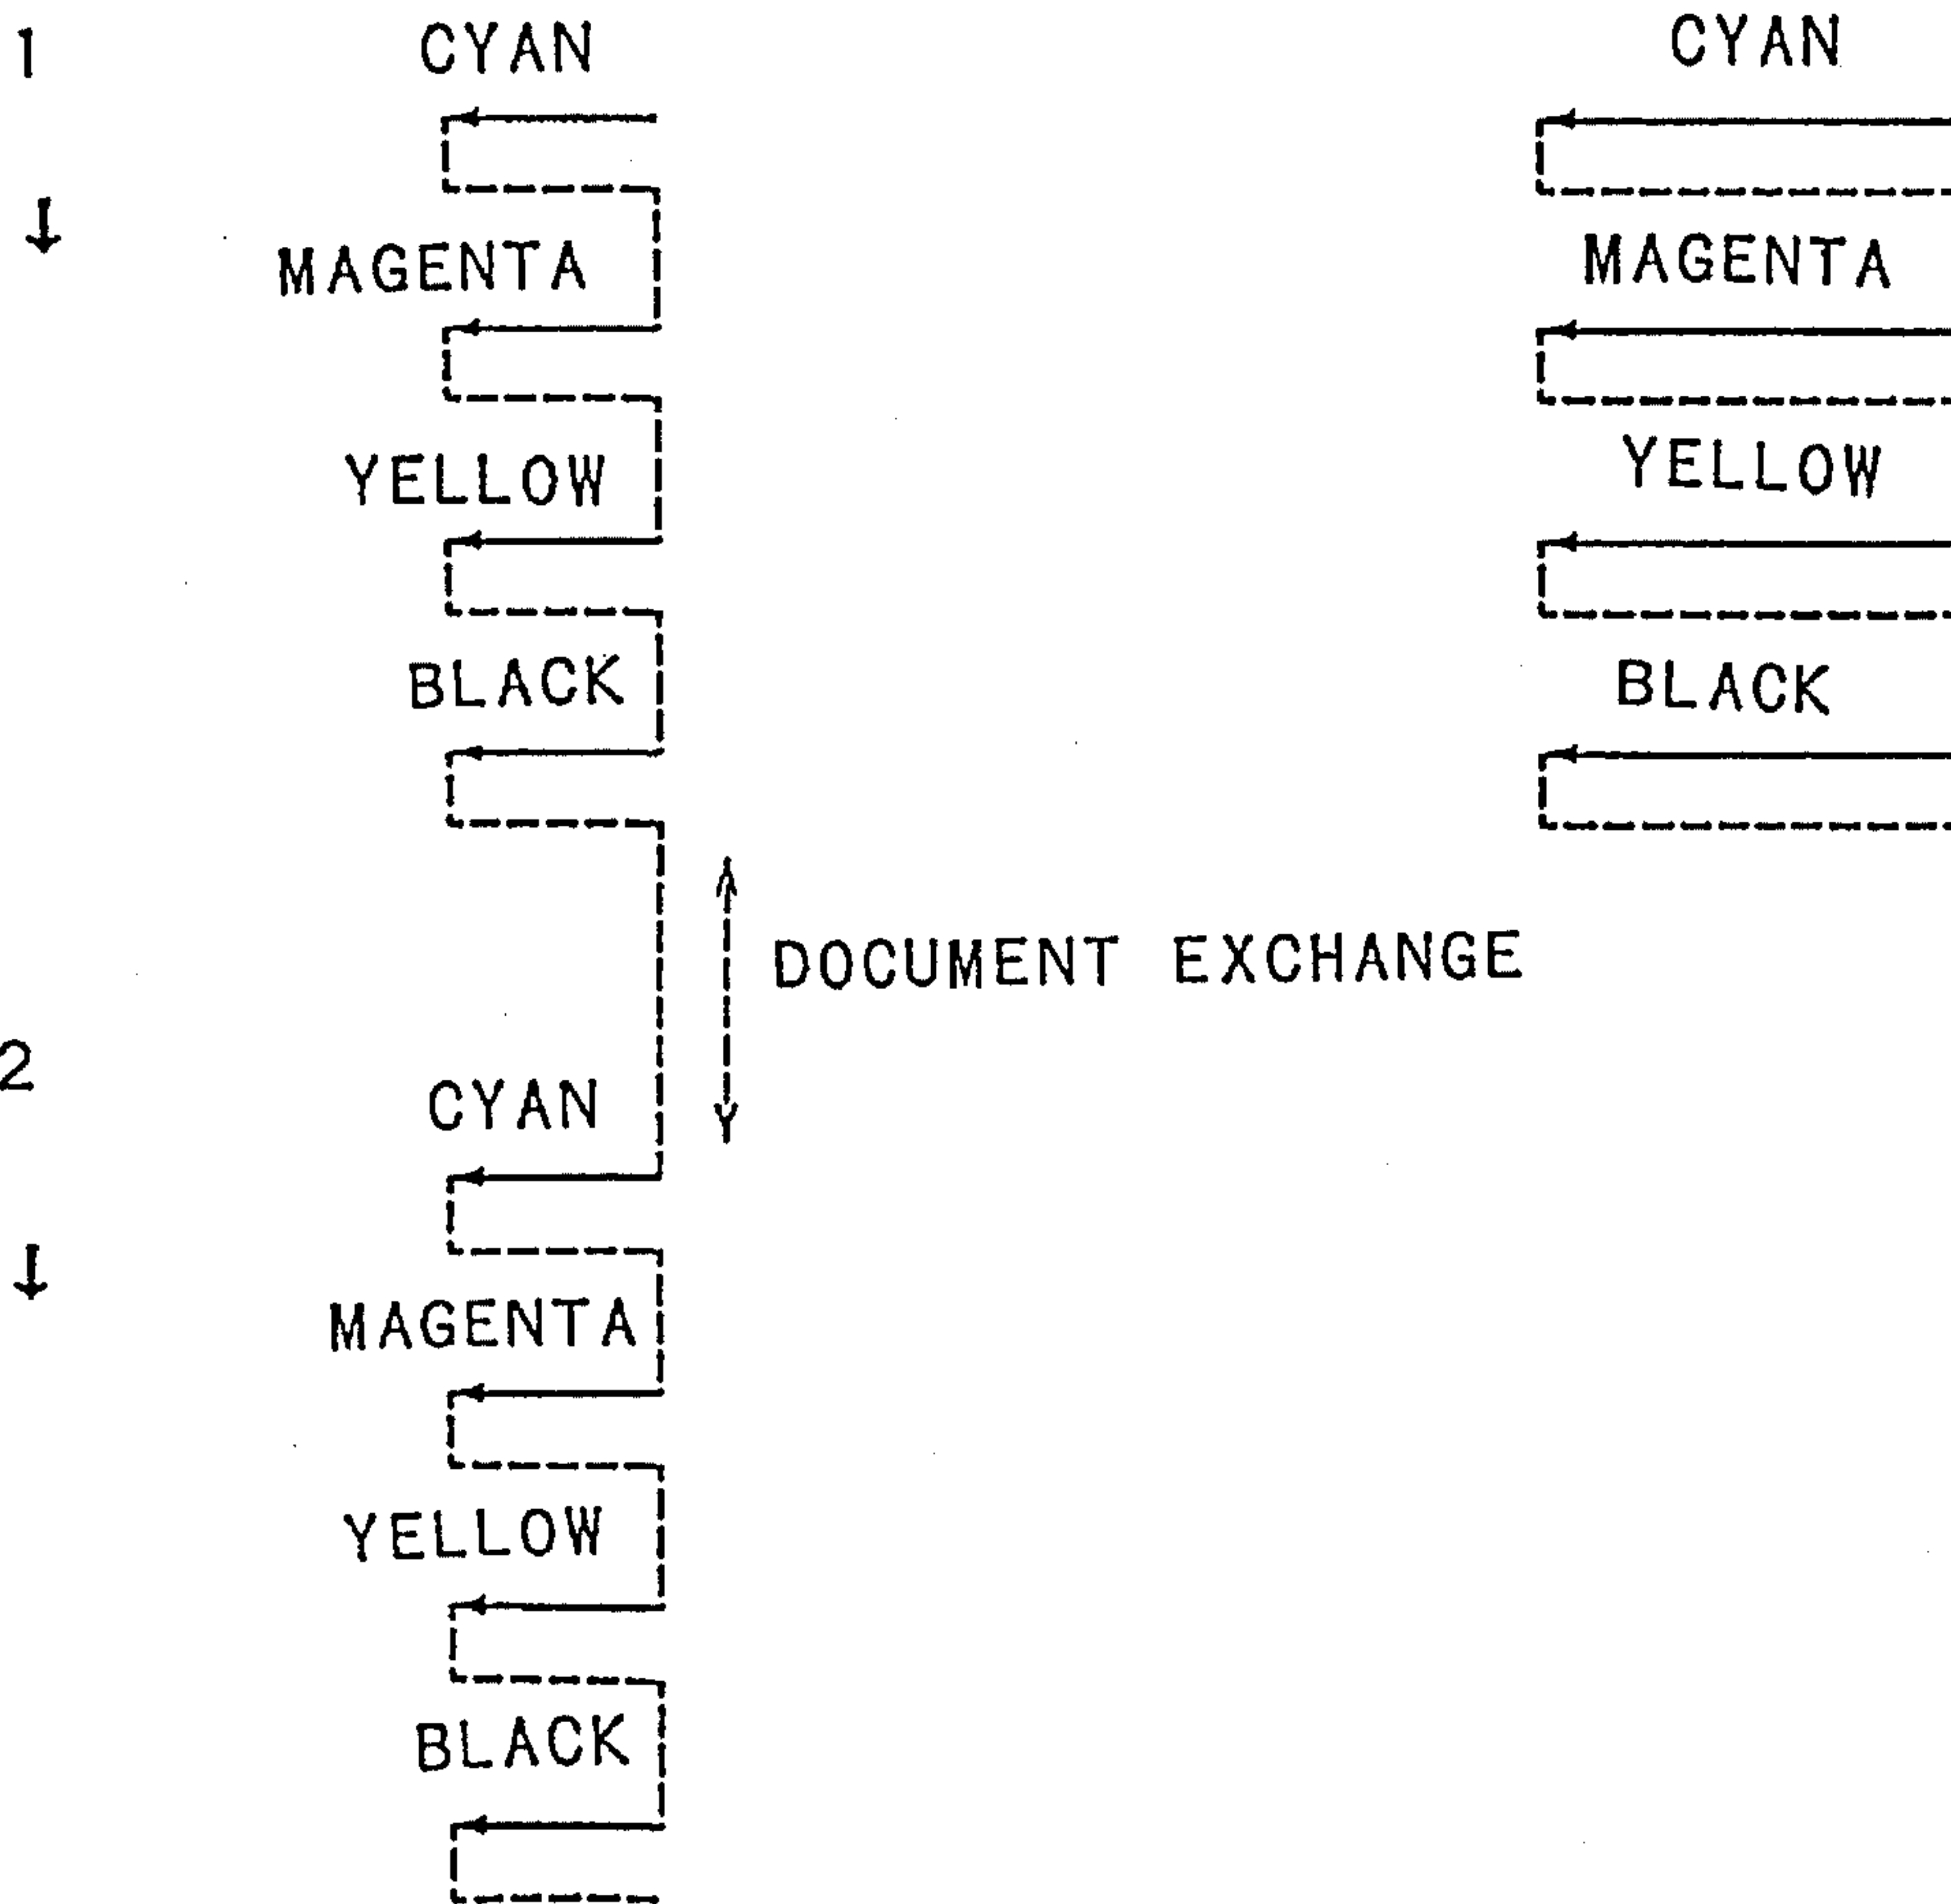 1 CYAN CYAN
MAGENTA MAGENTA
YELLOW YELLOW
BLACK BLACK
DOCUMENT EXCHANGE
2
CYAN
MAGENTA
YELLOW
BLACK